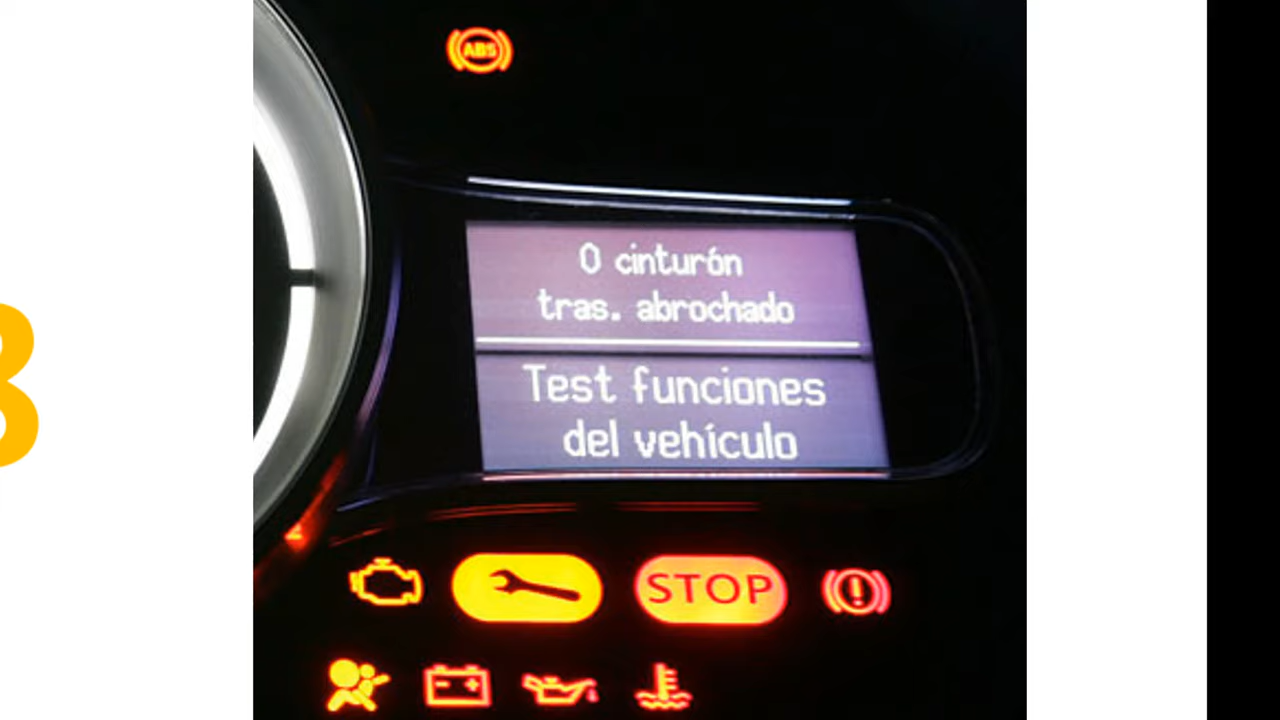 ABS
0 cinturón
tras. abrochado
Test funciones
del vehículo
STOP